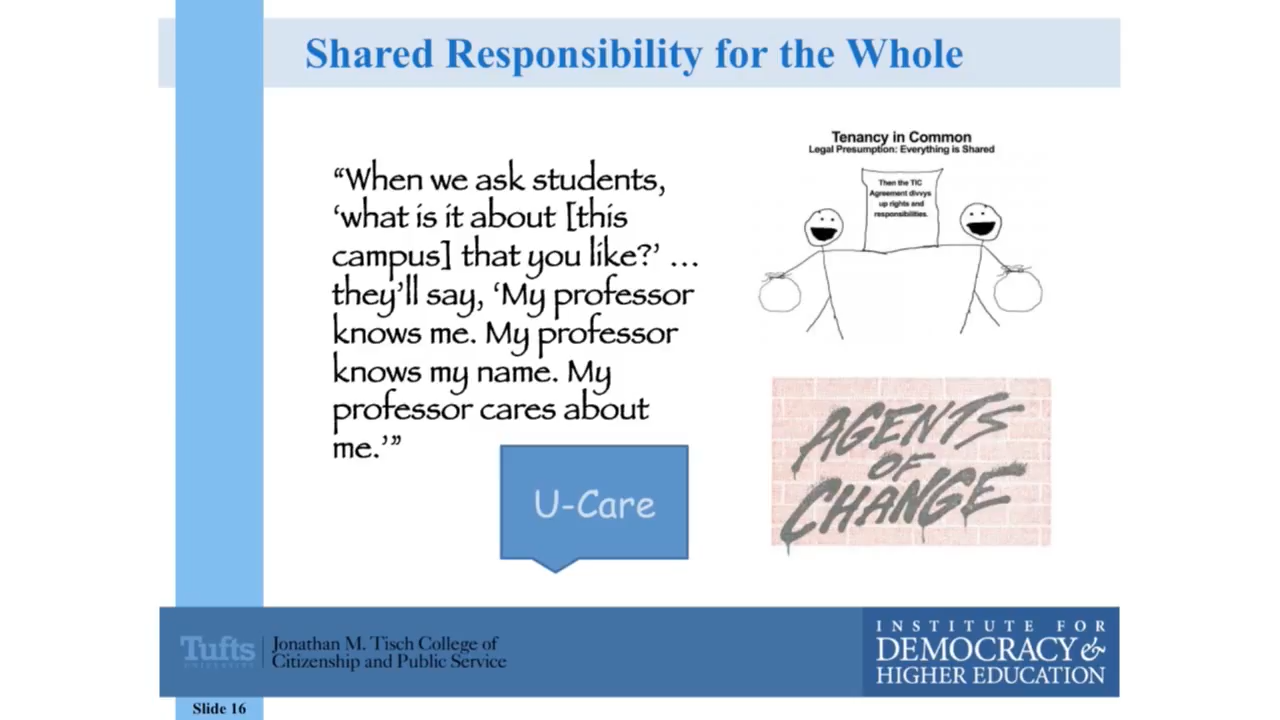 Shared Responsibility for the Whole
“When we ask students,
‘what is it about [this
campus] that you like?’ …
they’ll say, ‘My professor
knows me. My professor
knows my name. My
professor cares about
me.’”
U-Care
Tenancy in Common
Legal Presumption: Everything is Shared
Then the TIC
Agreement divvys
up rights and
responsibilities.
AGENTS
OF
CHANGE
Tufts
UNIVERSITY
Jonathan M. Tisch College of
Citizenship and Public Service
INSTITUTE FOR
DEMOCRACY &
HIGHER EDUCATION
Slide 16